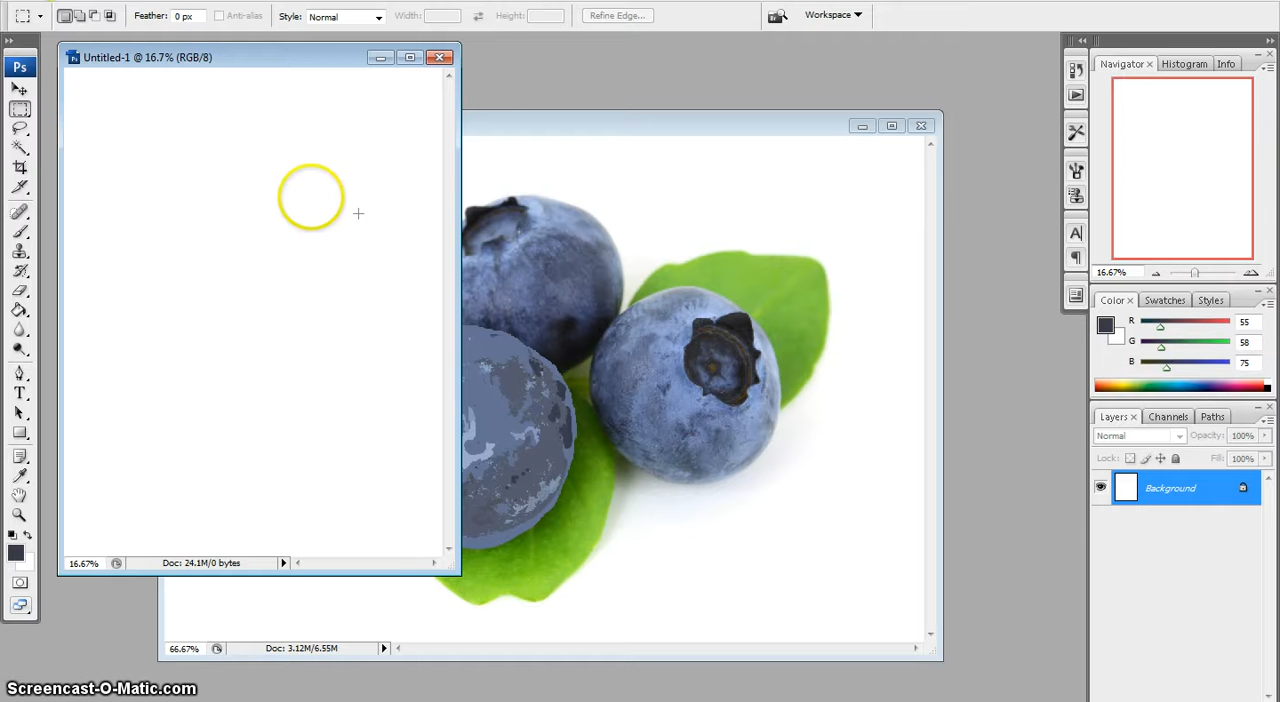 Feather: 0 px Anti-alias Style: Normal Width: Height: Refine Edge... Workspace
Ps
Untitled-1 @ 16.7% (RGB/8)
16.67% Doc: 24.1M/0 bytes
66.67% Doc: 3.12M/6.55M
Navigator Histogram Info
16.67%
Color Swatches Styles
R 55
G 58
B 75
Layers Channels Paths
Normal Opacity: 100%
Lock: Fill: 100%
Background
T
A
Screencast-O-Matic.com